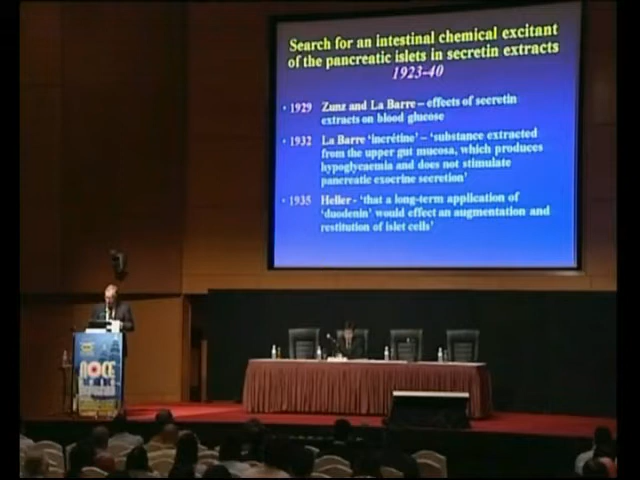 Search for an intestinal chemical excitant
of the pancreatic islets in secretin extracts
1923-40
• 1929 Zunz and La Barre – effects of secretin
extracts on blood glucose
• 1932 La Barre ‘incrétine’ – ‘substance extracted
from the upper gut mucosa, which produces
hypoglycaemia and does not stimulate
pancreatic exocrine secretion’
• 1935 Heller - ‘that a long-term application of
‘duodenin’ would effect an augmentation and
restitution of islet cells’